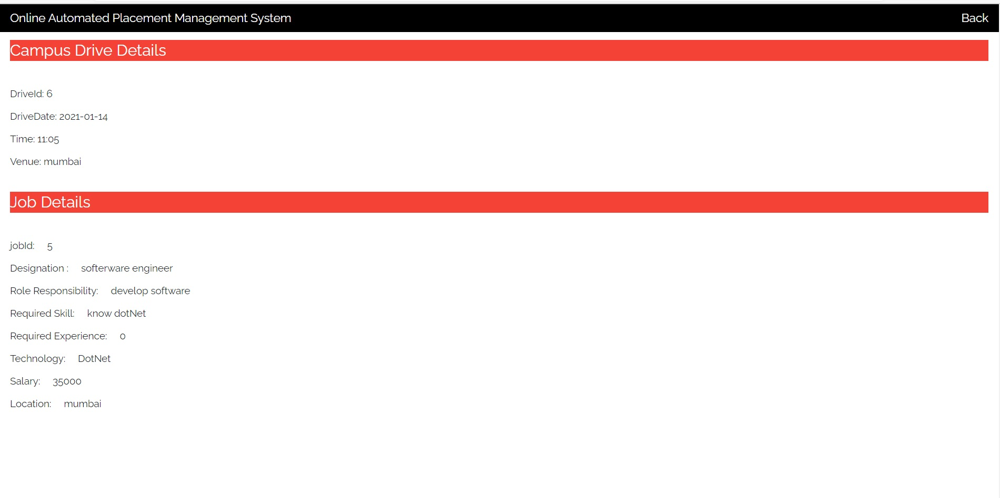 Online Automated Placement Management System Back
Campus Drive Details
DriveId: 6
DriveDate: 2021-01-14
Time: 11:05
Venue: mumbai
Job Details
jobId: 5
Designation : softerware engineer
Role Responsibility: develop software
Required Skill: know dotNet
Required Experience: 0
Technology: DotNet
Salary: 35000
Location: mumbai